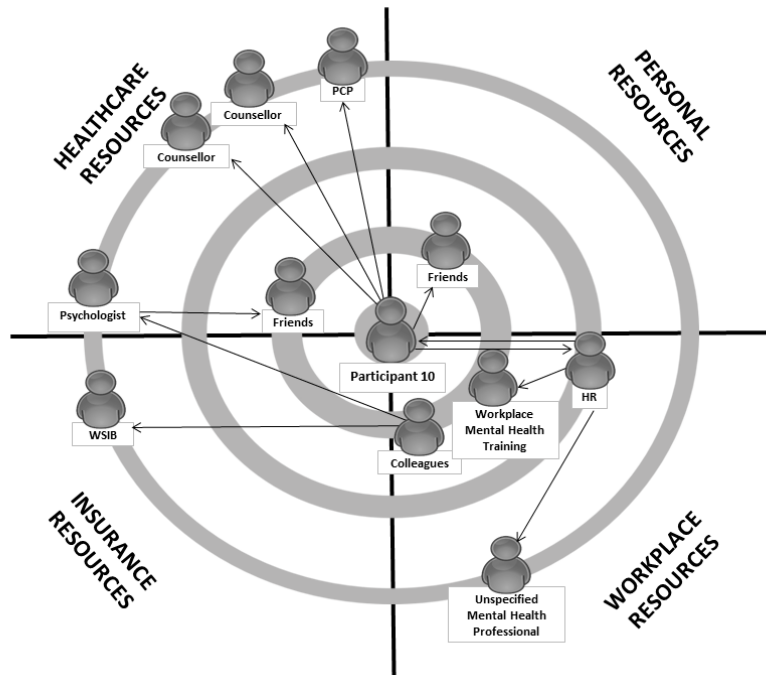 HEALTHCARE
RESOURCES
PERSONAL
RESOURCES
PCP
Counsellor
Counsellor
Friends
Psychologist
Friends
Participant 10
HR
WSIB
Workplace
Mental Health
Training
Colleagues
INSURANCE
RESOURCES
WORKPLACE
RESOURCES
Unspecified
Mental Health
Professional